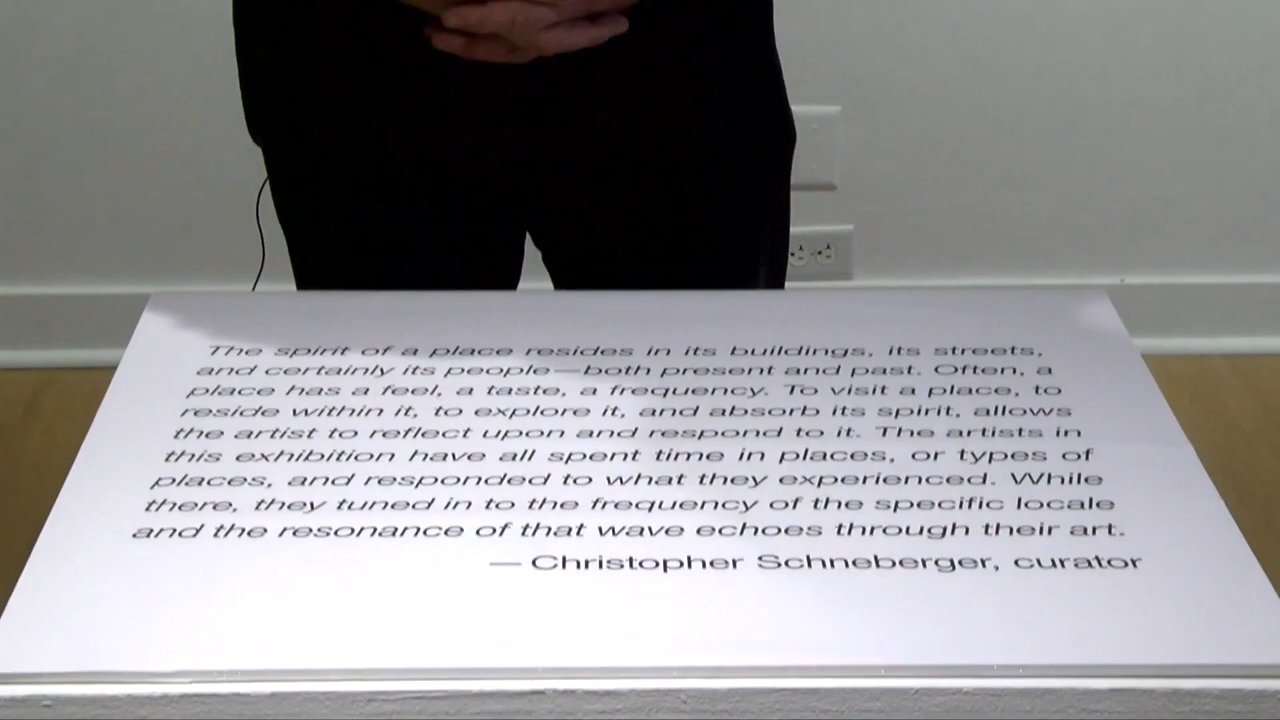 The spirit of a place resides in its buildings, its streets,
and certainly its people—both present and past. Often, a
place has a feel, a taste, a frequency. To visit a place, to
reside within it, to explore it, and absorb its spirit, allows
the artist to reflect upon and respond to it. The artists in
this exhibition have all spent time in places, or types of
places, and responded to what they experienced. While
there, they tuned in to the frequency of the specific locale
and the resonance of that wave echoes through their art.
— Christopher Schneberger, curator